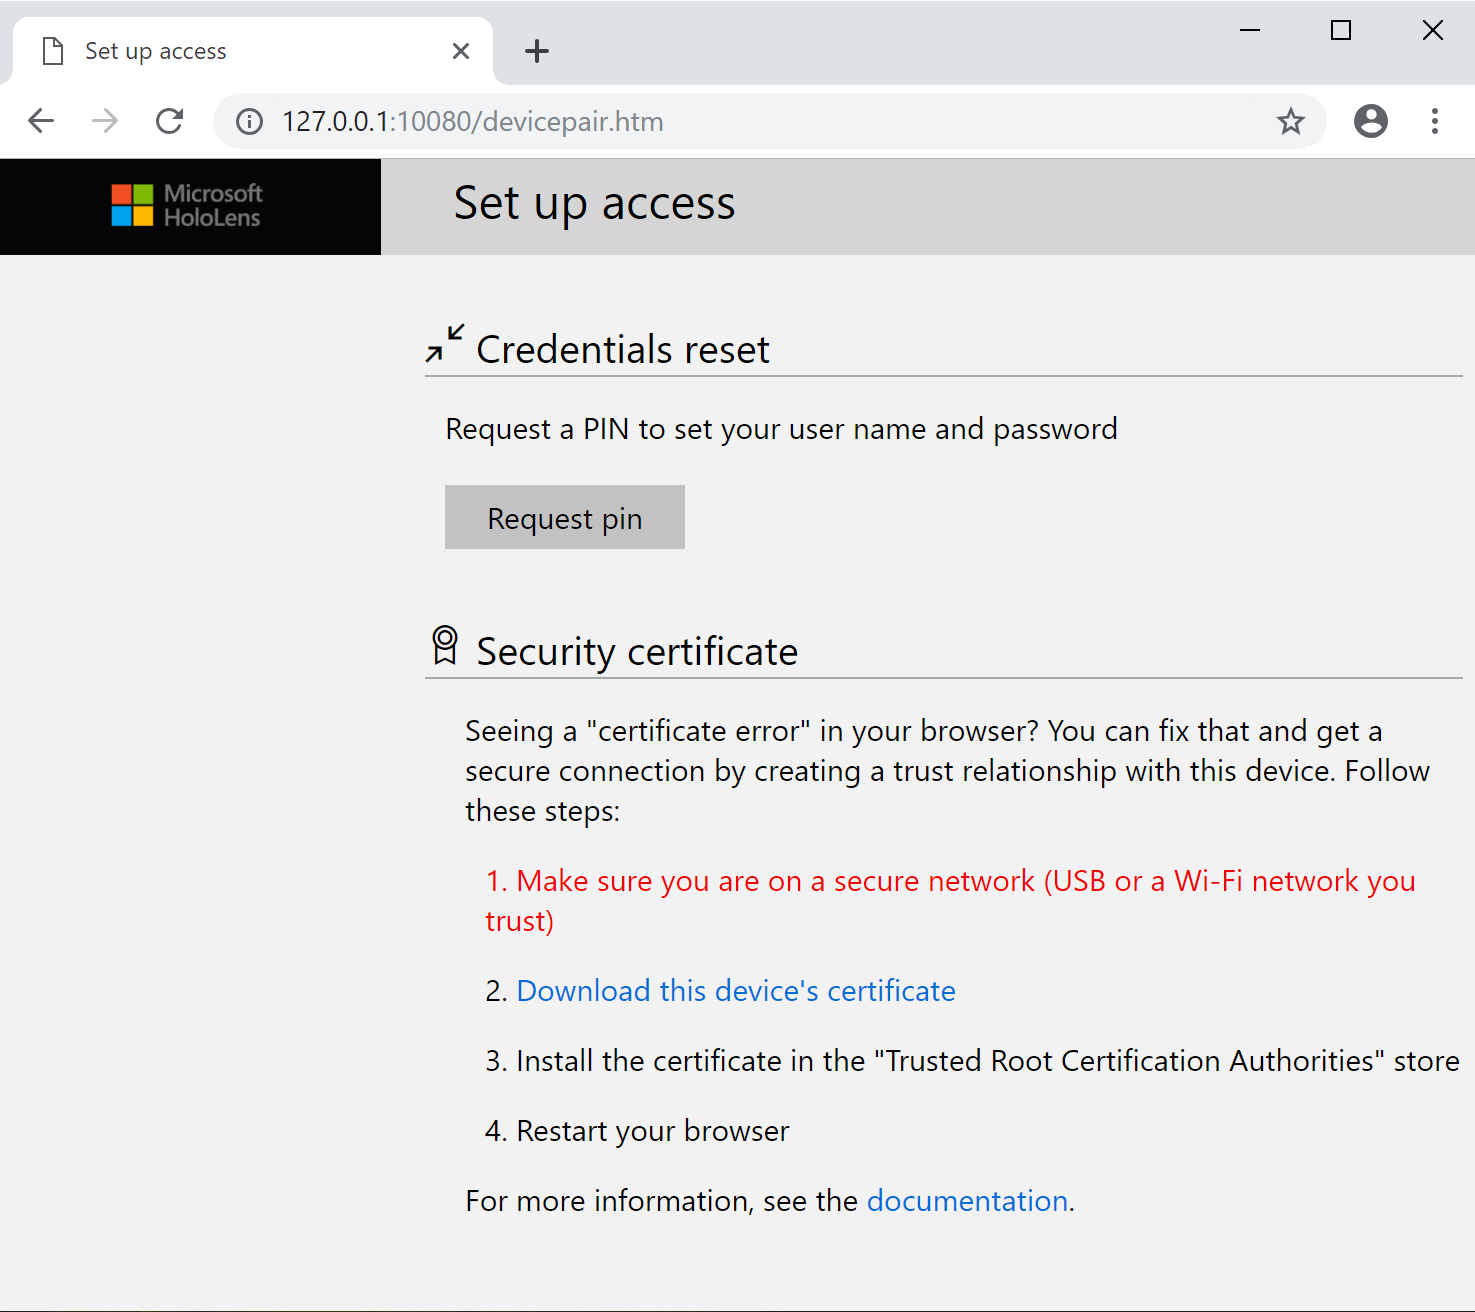 Set up access
127.0.0.1:10080/devicepair.htm
Microsoft
HoloLens
Set up access
Credentials reset
Request a PIN to set your user name and password
Request pin
Security certificate
Seeing a "certificate error" in your browser? You can fix that and get a
secure connection by creating a trust relationship with this device. Follow
these steps:
1. Make sure you are on a secure network (USB or a Wi-Fi network you
trust)
2. Download this device's certificate
3. Install the certificate in the "Trusted Root Certification Authorities" store
4. Restart your browser
For more information, see the documentation.